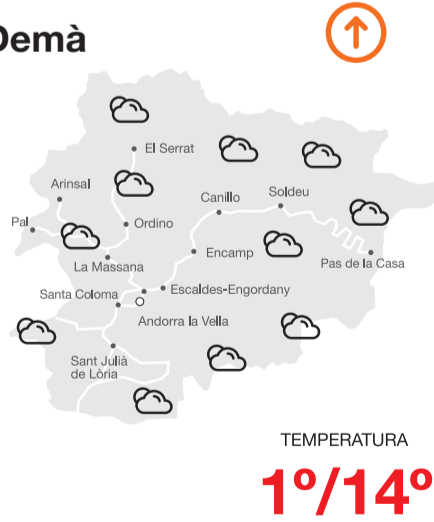 Demà
El Serrat
Arinsal
Canillo
Soldeu
Pal
Ordino
Encamp
Pas de la Casa
La Massana
Santa Coloma
Escaldes-Engordany
Andorra la Vella
Sant Julià
de Lòria
TEMPERATURA
1º/14º